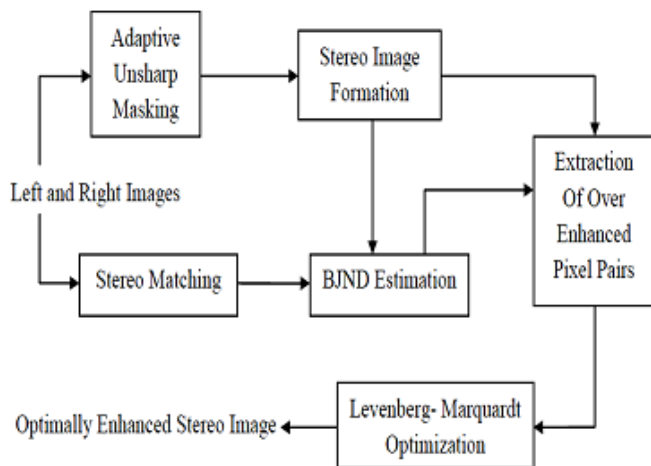 Adaptive
Unsharp
Masking
Stereo Image
Formation
Extraction
Of Over
Enhanced
Pixel Pairs
Left and Right Images
Stereo Matching
BJND Estimation
Levenberg- Marquardt
Optimization
Optimally Enhanced Stereo Image